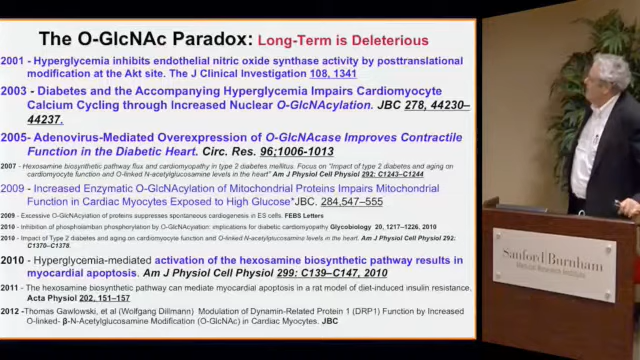 The O-GlcNAc Paradox: Long-Term is Deleterious
2001 - Hyperglycemia inhibits endothelial nitric oxide synthase activity by posttranslational
modification at the Akt site. The J Clinical Investigation 108, 1341
2003 - Diabetes and the Accompanying Hyperglycemia Impairs Cardiomyocyte
Calcium Cycling through Increased Nuclear O-GlcNAcylation. JBC 278, 44230–
44237.
2005- Adenovirus-Mediated Overexpression of O-GlcNAcase Improves Contractile
Function in the Diabetic Heart. Circ. Res. 96;1006-1013
2007 - Hexosamine biosynthetic pathway flux and cardiomyopathy in type 2 diabetes mellitus. Focus on "Impact of type 2 diabetes and aging on
cardiomyocyte function and O-linked N-acetylglucosamine levels in the heart" Am J Physiol Cell Physiol 292: C1243–C1244
2009 - Increased Enzymatic O-GlcNAcylation of Mitochondrial Proteins Impairs Mitochondrial
Function in Cardiac Myocytes Exposed to High Glucose*JBC. 284,547–555
2009 - Excessive O-GlcNAcylation of proteins suppresses spontaneous cardiogenesis in ES cells. FEBS Letters
2010 - Inhibition of phospholamban phosphorylation by O-GlcNAcylation: implications for diabetic cardiomyopathy Glycobiology 20, 1217–1226, 2010
2010 - Impact of Type 2 diabetes and aging on cardiomyocyte function and O-linked N-acetylglucosamine levels in the heart. Am J Physiol Cell Physiol 292:
C1370–C1378.
2010 - Hyperglycemia-mediated activation of the hexosamine biosynthetic pathway results in
myocardial apoptosis. Am J Physiol Cell Physiol 299: C139–C147, 2010
2011 - The hexosamine biosynthetic pathway can mediate myocardial dysfunction in a rat model of diet-induced insulin resistance.
Acta Physiol 202, 151–157
2012 -Thomas Gawlowski, et al (Wolfgang Dillmann) Modulation of Dynamin-Related Protein 1 (DRP1) Function by Increased
O-linked- β-N-Acetylglucosamine Modification (O-GlcNAc) in Cardiac Myocytes. JBC
Sanford Burnham
Medical Research Institute